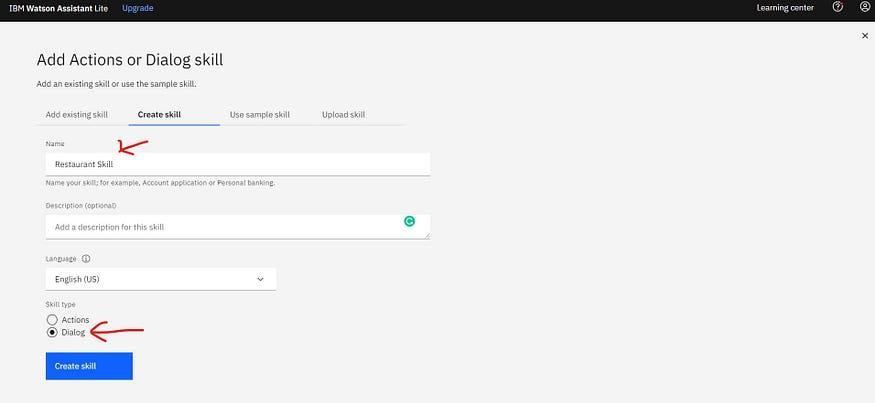 IBM Watson Assistant Lite Upgrade Learning center
Add Actions or Dialog skill
Add an existing skill or use the sample skill.
Add existing skill Create skill Use sample skill Upload skill
Name
Restaurant Skill
Name your skill; for example, Account application or Personal banking.
Description (optional)
Add a description for this skill
Language
English (US)
Skill type
Actions
Dialog
Create skill